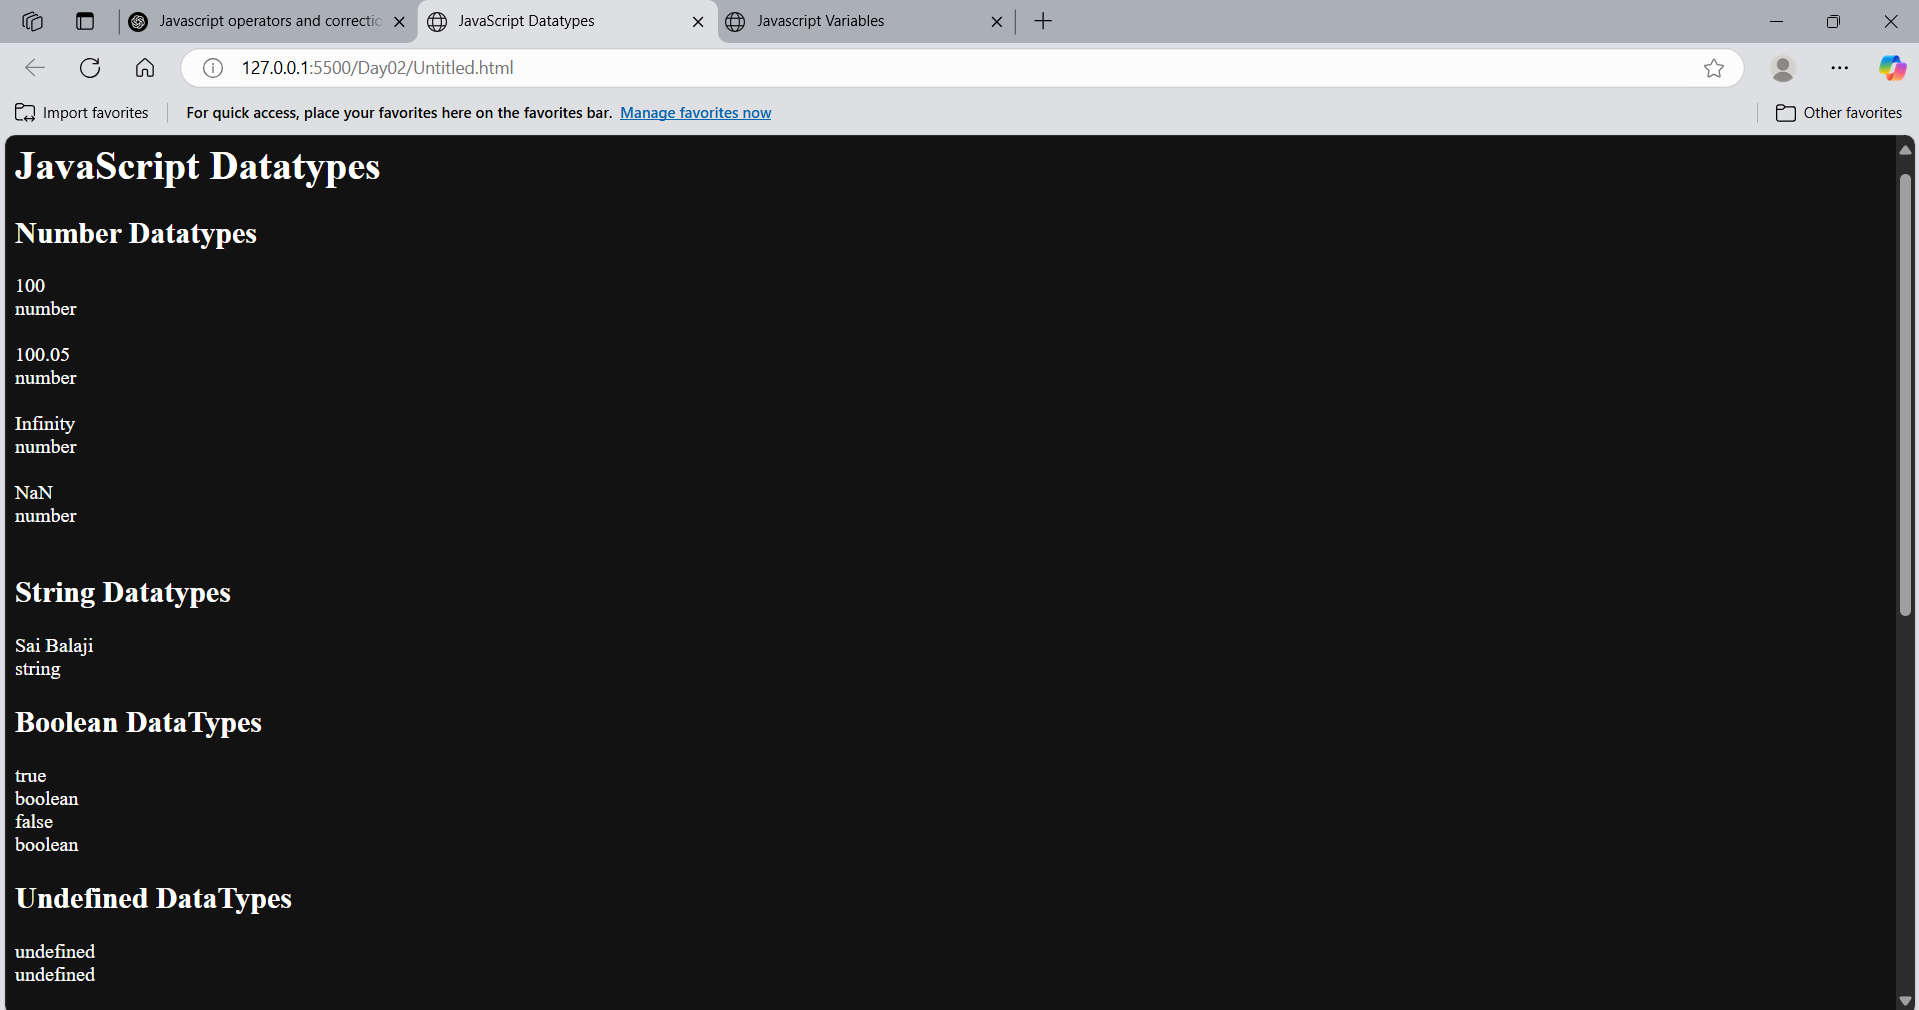 Javascript operators and correctio
JavaScript Datatypes
Javascript Variables
127.0.0.1:5500/Day02/Untitled.html
Import favorites
For quick access, place your favorites here on the favorites bar. Manage favorites now
Other favorites
JavaScript Datatypes
Number Datatypes
100
number
100.05
number
Infinity
number
NaN
number
String Datatypes
Sai Balaji
string
Boolean DataTypes
true
boolean
false
boolean
Undefined DataTypes
undefined
undefined